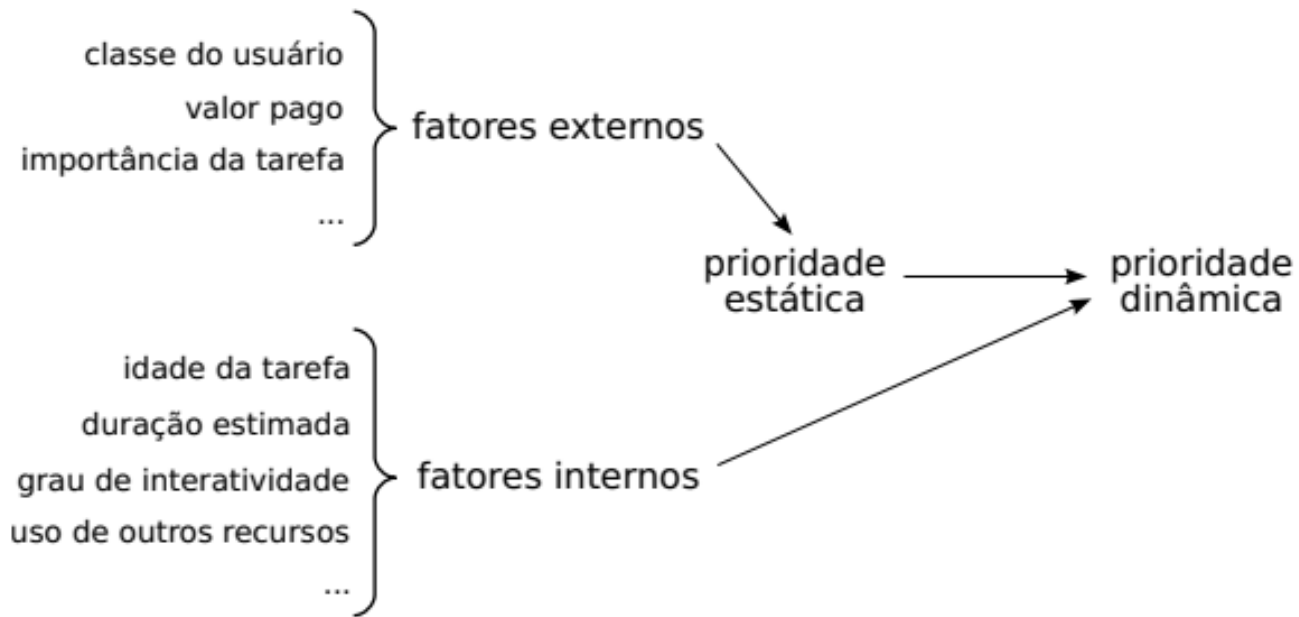 classe do usuário
valor pago
importância da tarefa
...
fatores externos
prioridade
estática
prioridade
dinâmica
idade da tarefa
duração estimada
grau de interatividade
uso de outros recursos
...
fatores internos